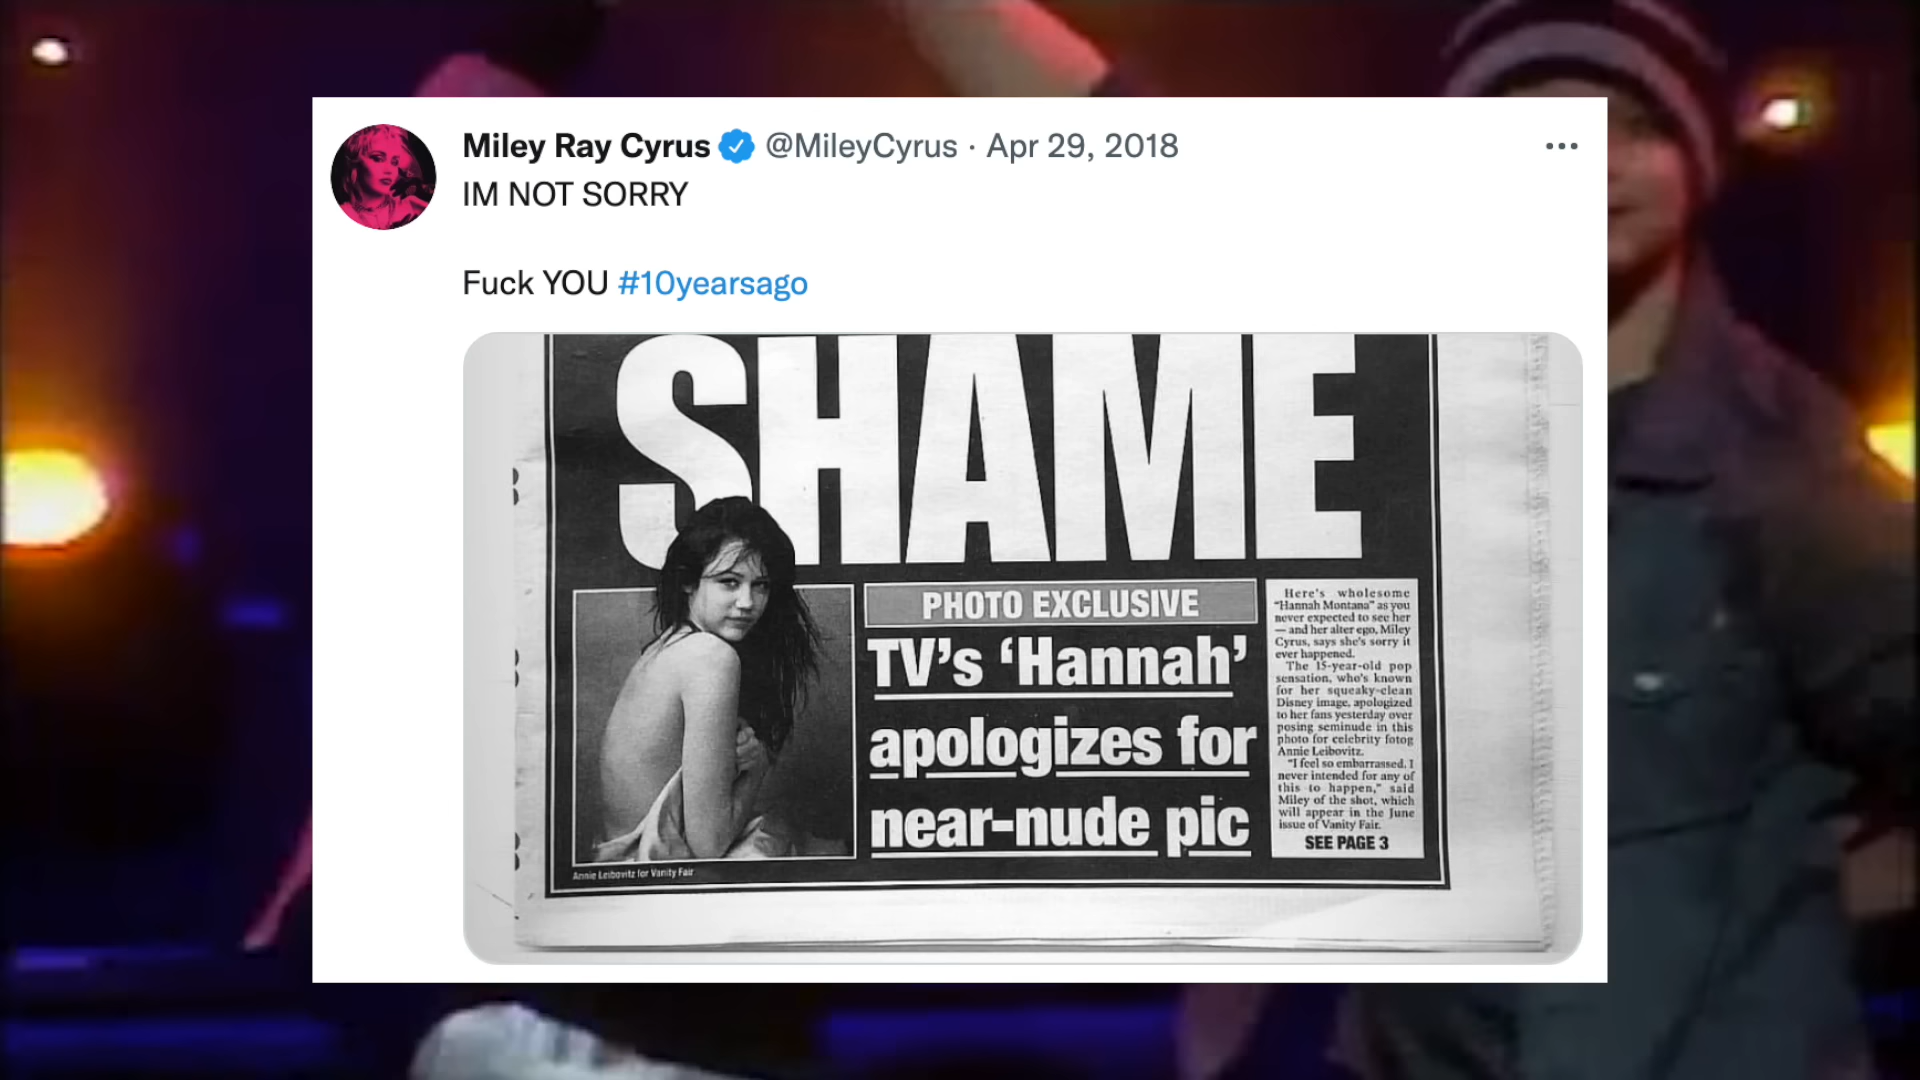 Miley Ray Cyrus @MileyCyrus · Apr 29, 2018
IM NOT SORRY
Fuck YOU #10yearsago
SHAME
PHOTO EXCLUSIVE
TV's 'Hannah'
apologizes for
near-nude pic
Here's wholesome
"Hannah Montana" as you
never expected to see her
— and her alter ego, Miley
Cyrus, says she's sorry it
ever happened.
The 15-year-old pop
sensation, who's known
for her squeaky-clean
Disney image, apologized
to her fans yesterday over
posing seminude in this
photo for celebrity fotog
Annie Leibovitz.
"I feel so embarrassed. I
never intended for any of
this to happen," said
Miley of the shot, which
will appear in the June
issue of Vanity Fair.
SEE PAGE 3
Annie Leibovitz for Vanity Fair